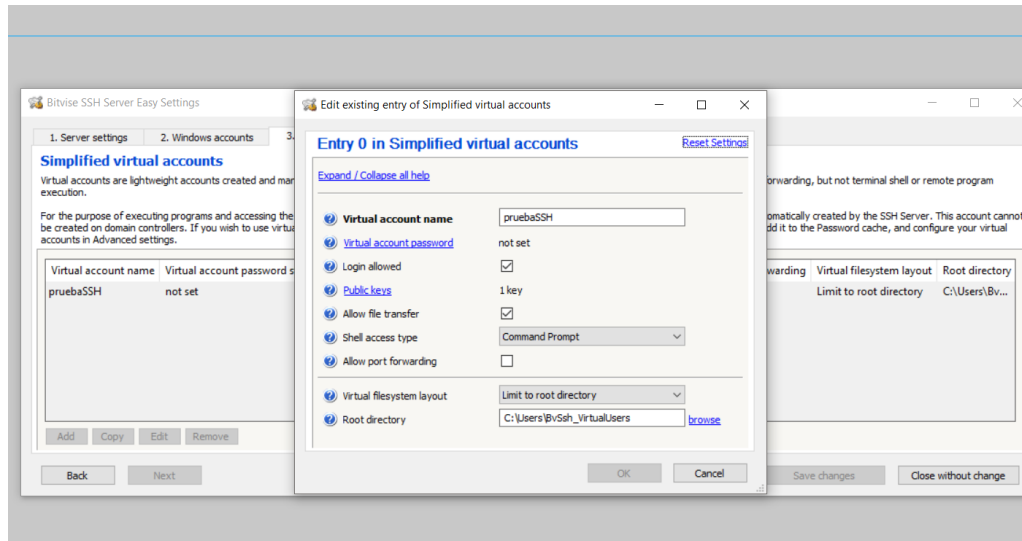 Bitvise SSH Server Easy Settings
1. Server settings
2. Windows accounts
3.
Simplified virtual accounts
Virtual accounts are lightweight accounts created and mar
orwarding, but not terminal shell or remote program
execution.
For the purpose of executing programs and accessing the
omatically created by the SSH Server. This account cannot
be created on domain controllers. If you wish to use virtua
dd it to the Password cache, and configure your virtual
accounts in Advanced settings.
Virtual account name
Virtual account password s
warding
Virtual filesystem layout
Root directory
pruebaSSH
not set
Limit to root directory
C:\Users\Bv...
Add
Copy
Edit
Remove
Back
Next
Save changes
Close without change
Edit existing entry of Simplified virtual accounts
Entry 0 in Simplified virtual accounts
Reset Settings
Expand / Collapse all help
Virtual account name
pruebaSSH
Virtual account password
not set
Login allowed
Public keys
1 key
Allow file transfer
Shell access type
Command Prompt
Allow port forwarding
Virtual filesystem layout
Limit to root directory
Root directory
C:\Users\BvSsh_VirtualUsers
browse
OK
Cancel